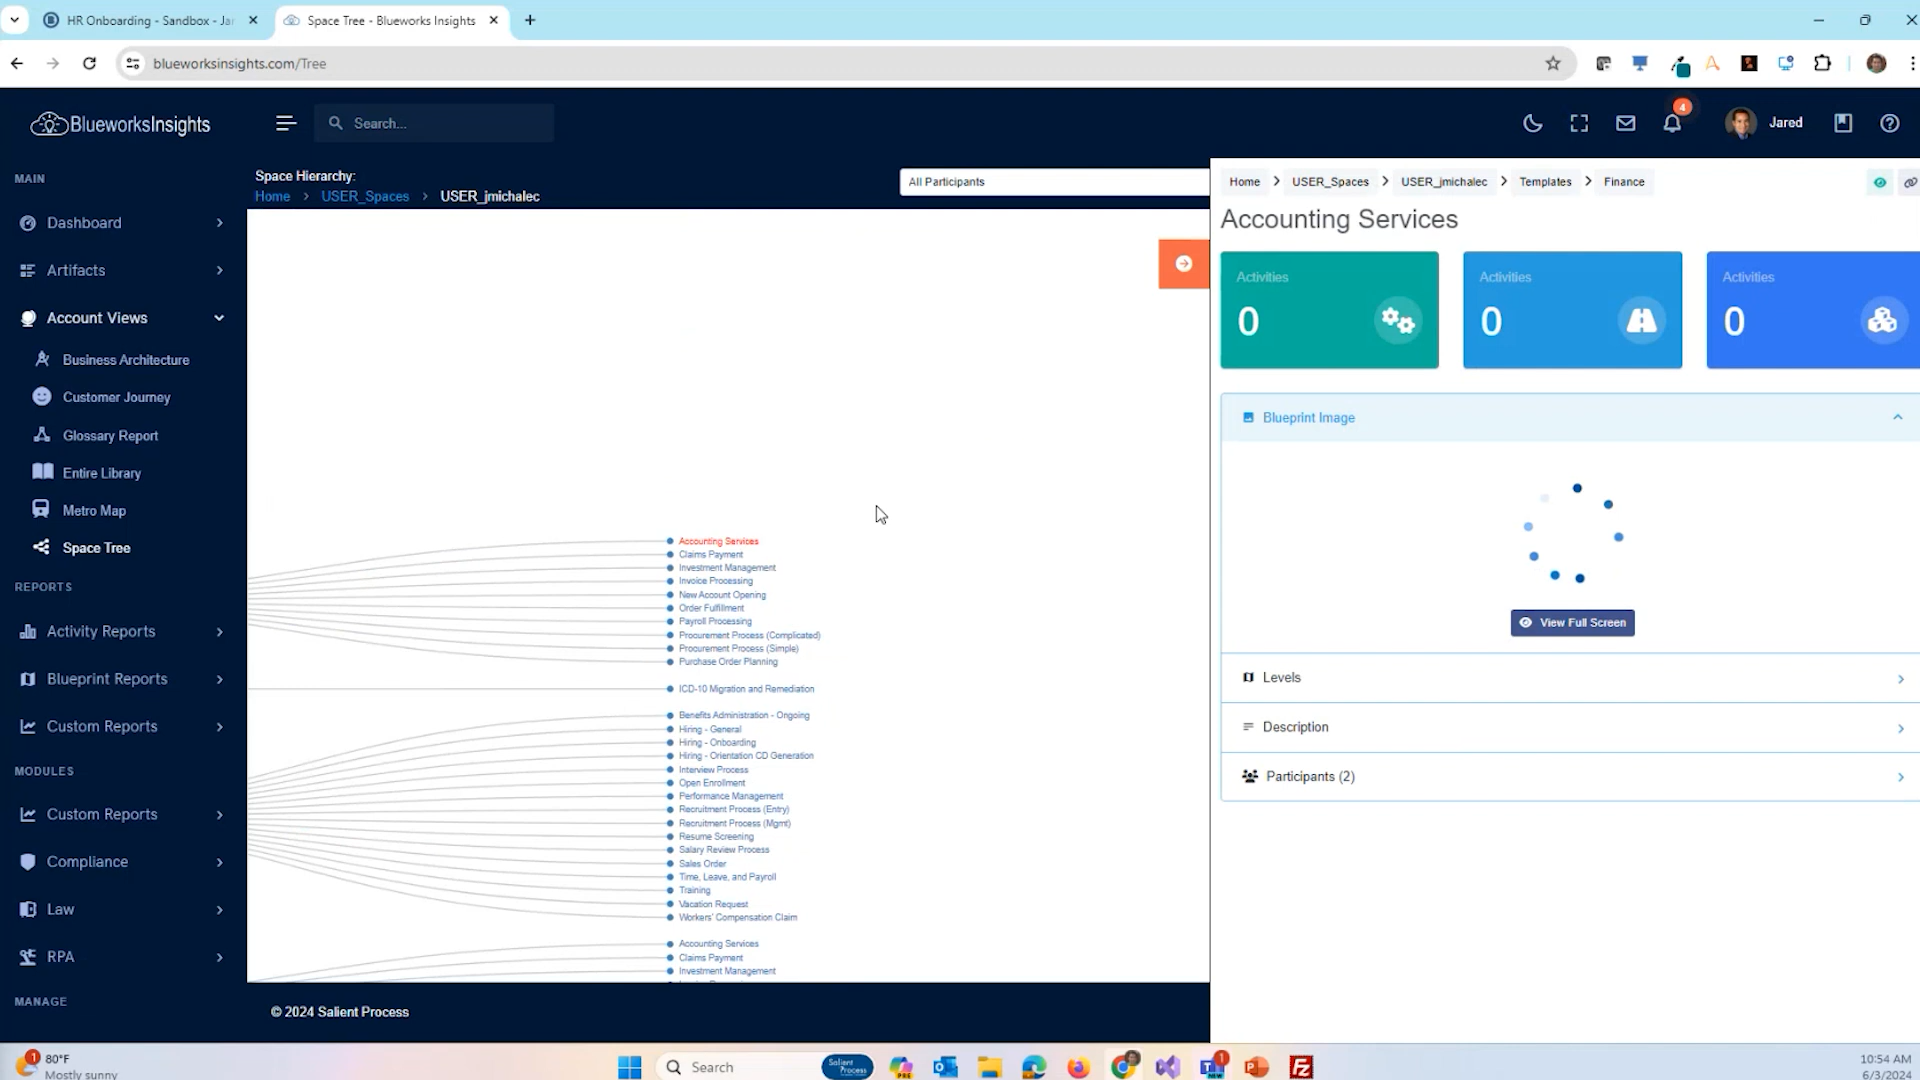 HR Onboarding - Sandbox - Ja
Space Tree - Blueworks Insights
blueworksinsights.com/Tree
BlueworksInsights
Search...
4
Jared
MAIN
Dashboard
Artifacts
Account Views
Business Architecture
Customer Journey
Glossary Report
Entire Library
Metro Map
Space Tree
REPORTS
Activity Reports
Blueprint Reports
Custom Reports
MODULES
Custom Reports
Compliance
Law
RPA
MANAGE
Space Hierarchy:
Home > USER_Spaces > USER_jmichalec
All Participants
Accounting Services
Claims Payment
Investment Management
Invoice Processing
New Account Opening
Order Fulfillment
Payroll Processing
Procurement Process (Complicated)
Procurement Process (Simple)
Purchase Order Planning
ICD-10 Migration and Remediation
Benefits Administration - Ongoing
Hiring - General
Hiring - Onboarding
Hiring - Orientation CD Generation
Interview Process
Open Enrollment
Performance Management
Recruitment Process (Entry)
Recruitment Process (Mgmt)
Resume Screening
Salary Review Process
Sales Order
Time, Leave, and Payroll
Training
Vacation Request
Workers' Compensation Claim
Accounting Services
Claims Payment
Investment Management
© 2024 Salient Process
Home > USER_Spaces > USER_jmichalec > Templates > Finance
Accounting Services
Activities
0
Activities
0
Activities
0
Blueprint Image
View Full Screen
Levels
Description
Participants (2)
1
80°F
Mostly sunny
Search
Salient Process
PRE
1
NEW
10:54 AM
6/3/2024